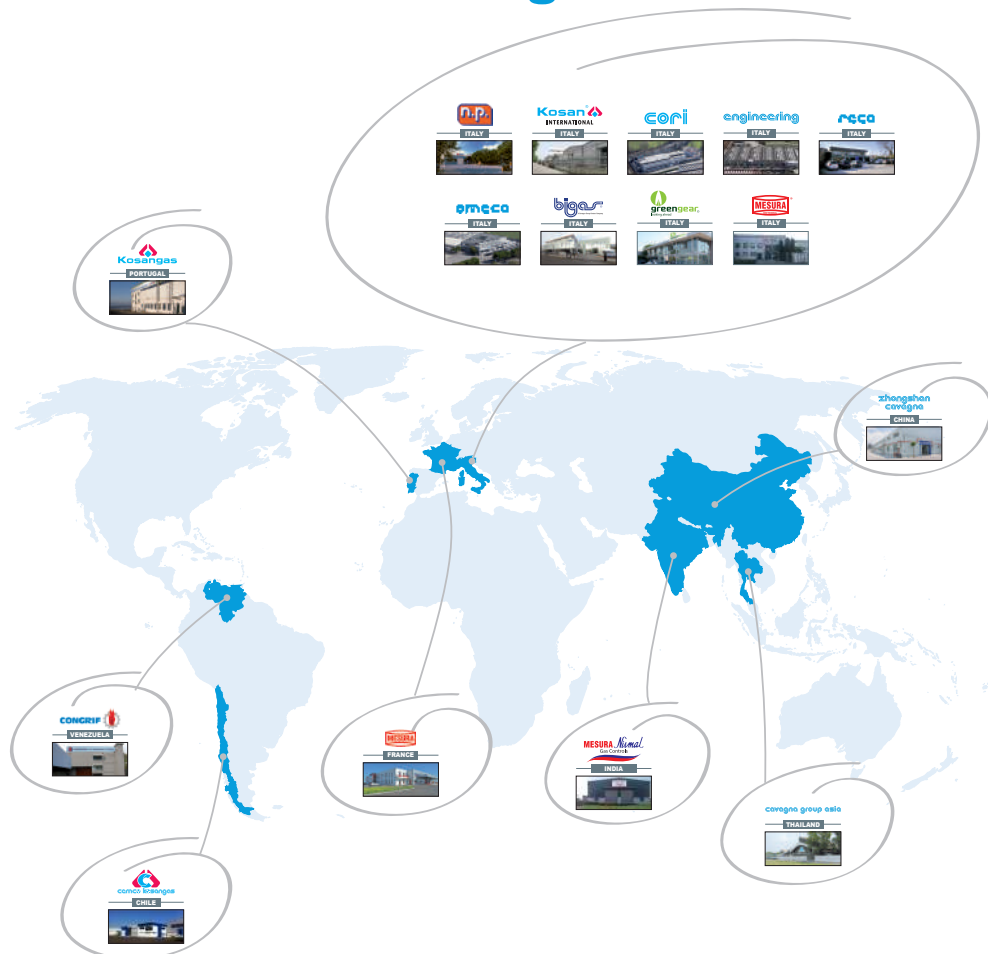 n.p.
ITALY
Kosan
INTERNATIONAL
ITALY
cori
ITALY
engineering
ITALY
reca
ITALY
omeca
ITALY
bigas
ITALY
greengear
ITALY
MESURA
ITALY
Kosangas
PORTUGAL
zhongshan
cavagna
CHINA
CONGRIF
VENEZUELA
MESURA
FRANCE
MESURA Nirmal
Gas Controls
INDIA
cavagna group asia
THAILAND
cemco kosangas
CHILE